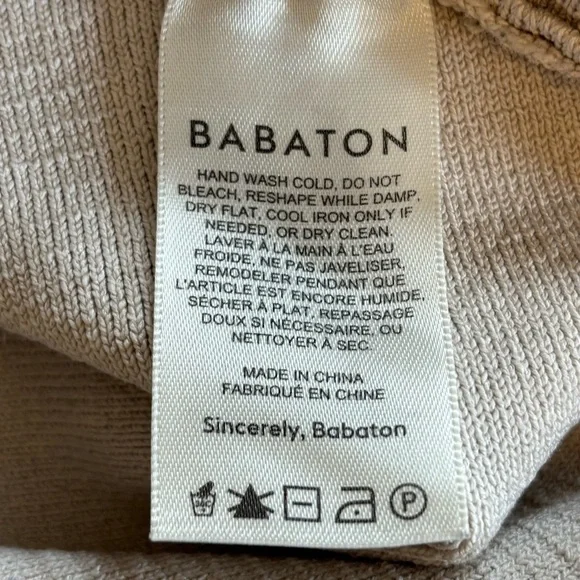 BABATON
HAND WASH COLD, DO NOT
BLEACH, RESHAPE WHILE DAMP.
DRY FLAT, COOL IRON ONLY IF
NEEDED, OR DRY CLEAN.
LAVER À LA MAIN À L'EAU
FROIDE, NE PAS JAVELISER,
REMODELER PENDANT QUE
L'ARTICLE EST ENCORE HUMIDE,
SÉCHER À PLAT, REPASSAGE
DOUX SI NÉCESSAIRE, OU
NETTOYER À SEC.
MADE IN CHINA
FABRIQUÉ EN CHINE
Sincerely, Babaton
P